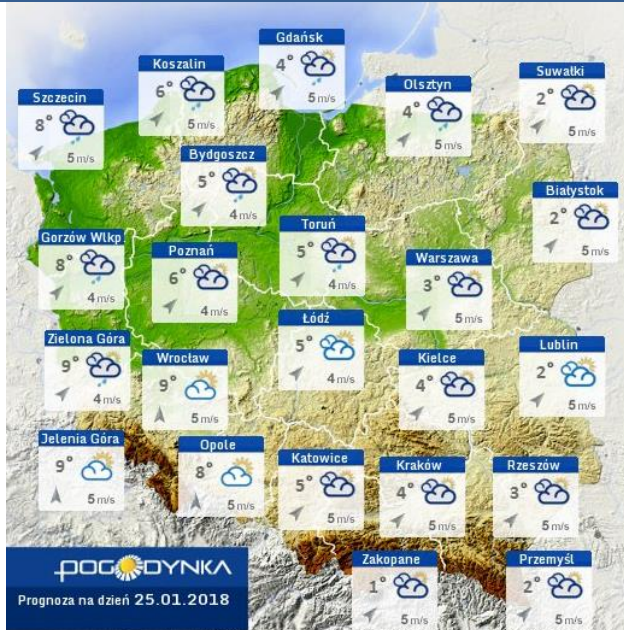 Gdańsk
4°
5 m/s
Koszalin
6°
5 m/s
Suwałki
2°
5 m/s
Olsztyn
4°
5 m/s
Szczecin
8°
5 m/s
Bydgoszcz
5°
4 m/s
Białystok
2°
5 m/s
Toruń
5°
4 m/s
Gorzów Wlkp.
8°
4 m/s
Poznań
6°
4 m/s
Warszawa
3°
5 m/s
Łódź
5°
4 m/s
Zielona Góra
9°
4 m/s
Wrocław
9°
5 m/s
Kielce
4°
5 m/s
Lublin
2°
5 m/s
Jelenia Góra
9°
5 m/s
Opole
8°
5 m/s
Katowice
5°
5 m/s
Kraków
4°
5 m/s
Rzeszów
3°
5 m/s
Zakopane
1°
5 m/s
Przemyśl
2°
5 m/s
POGODYNKA
Prognoza na dzień 25.01.2018